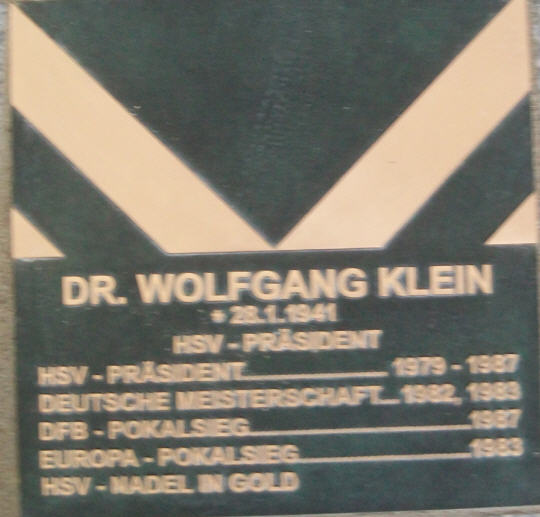 DR. WOLFGANG KLEIN
* 28.1.1941
HSV - PRÄSIDENT
HSV - PRÄSIDENT........................ 1979 - 1987
DEUTSCHE MEISTERSCHAFT...1982, 1983
DFB - POKALSIEG.....................................1987
EUROPA - POKALSIEG............................1983
HSV - NADEL IN GOLD